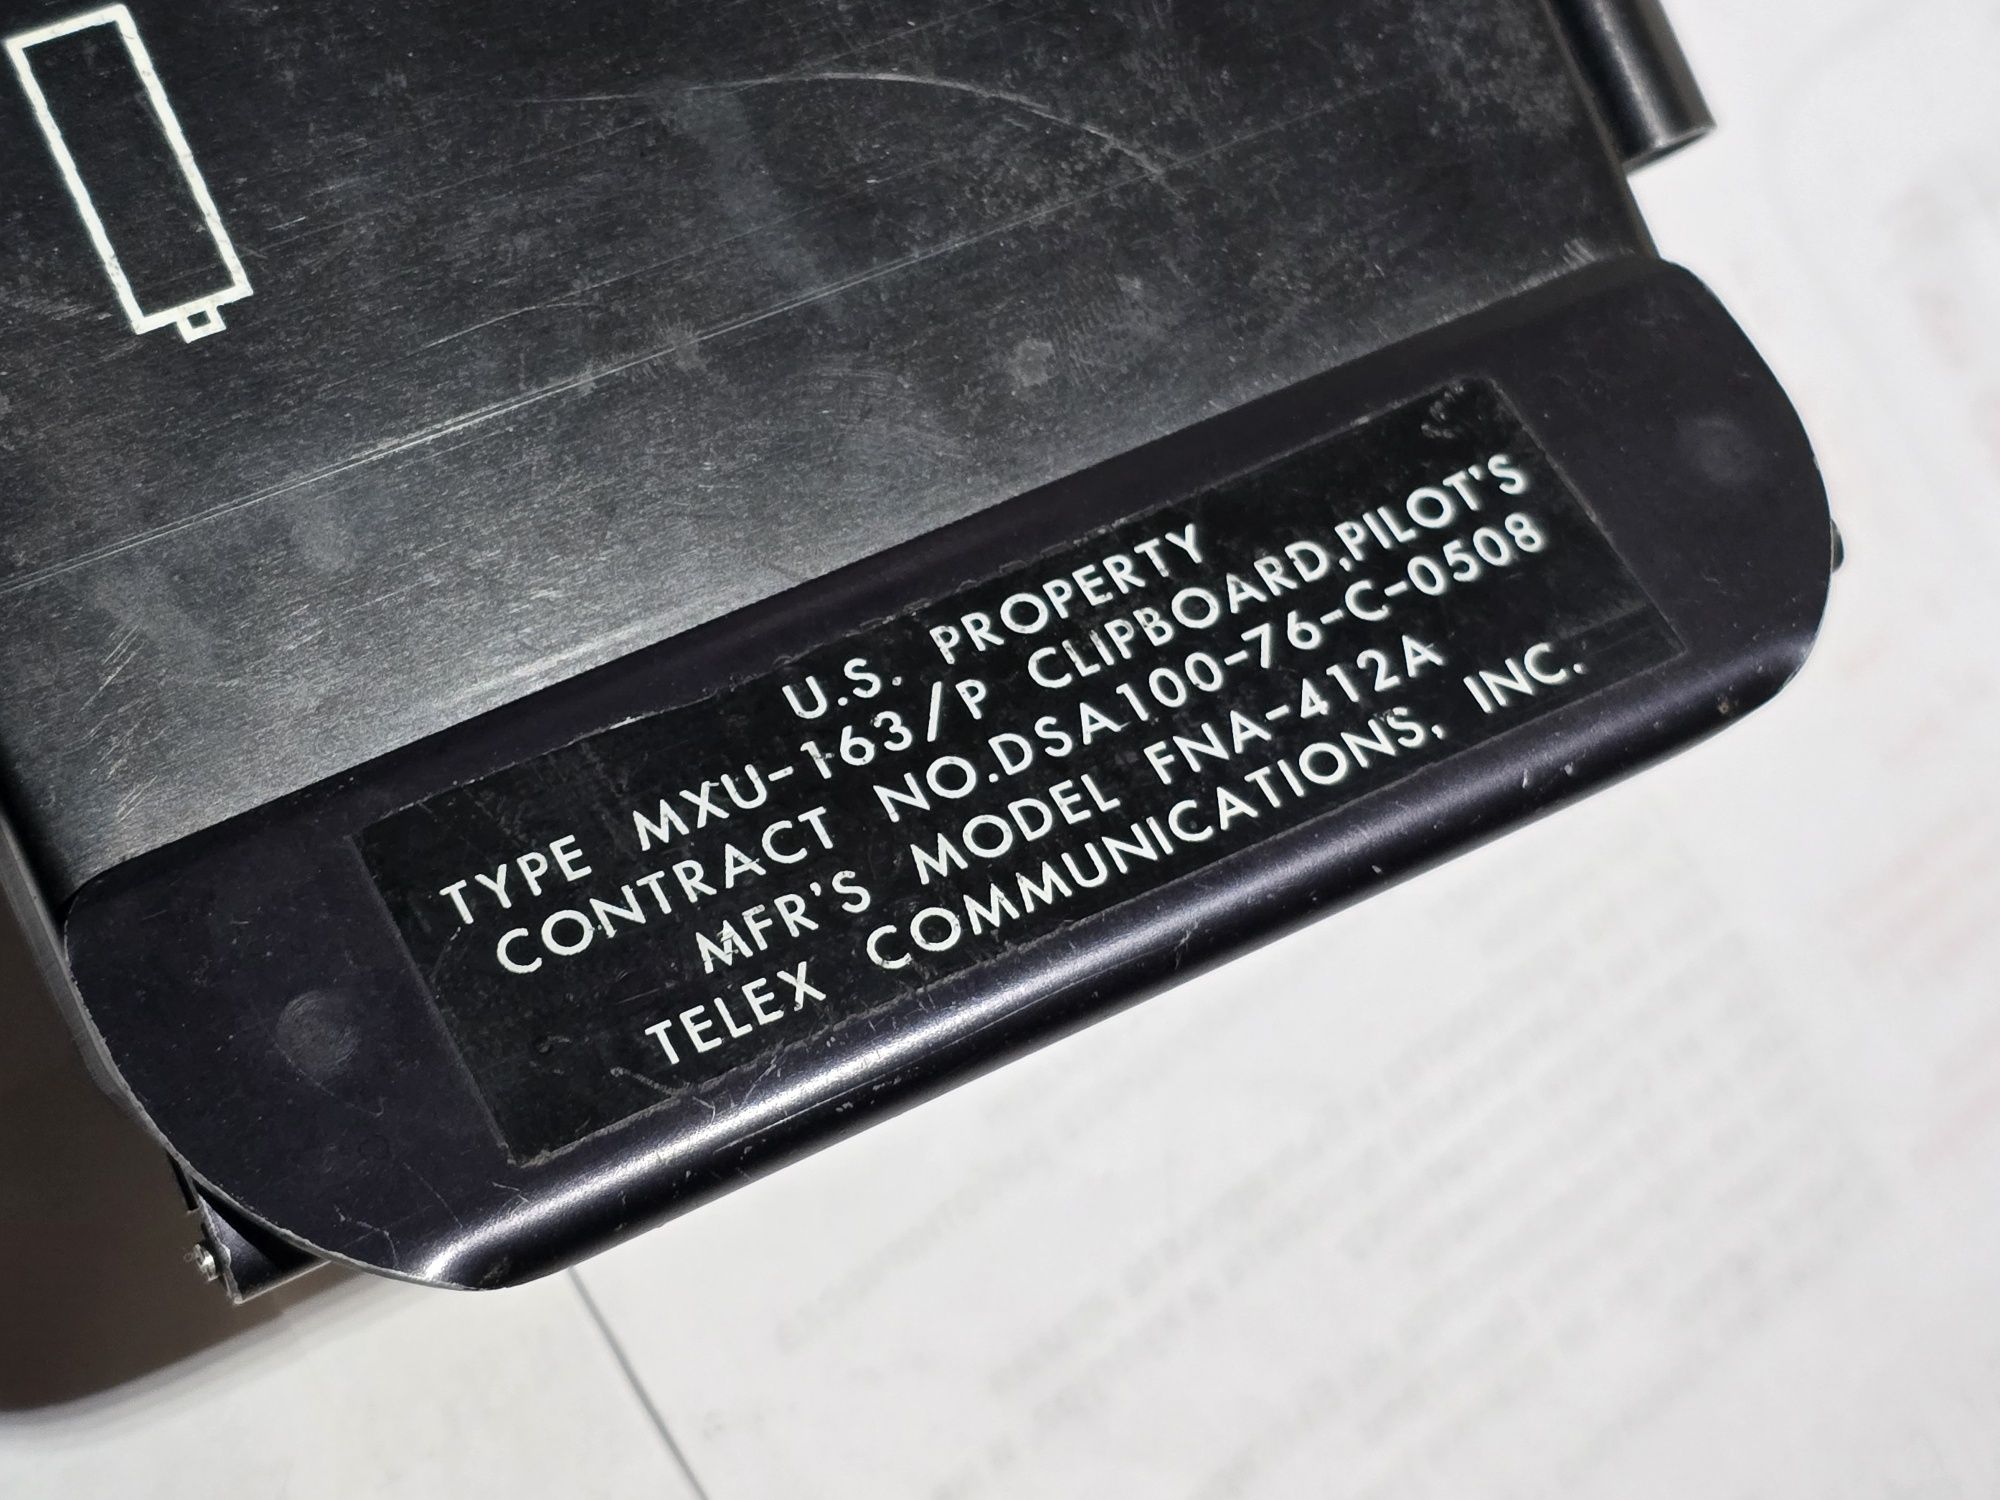 U.S. PROPERTY
TYPE MXU-163/P CLIPBOARD,PILOT'S
CONTRACT NO.DSA100-76-C-0508
MFR'S MODEL FNA-412A
TELEX COMMUNICATIONS, INC.